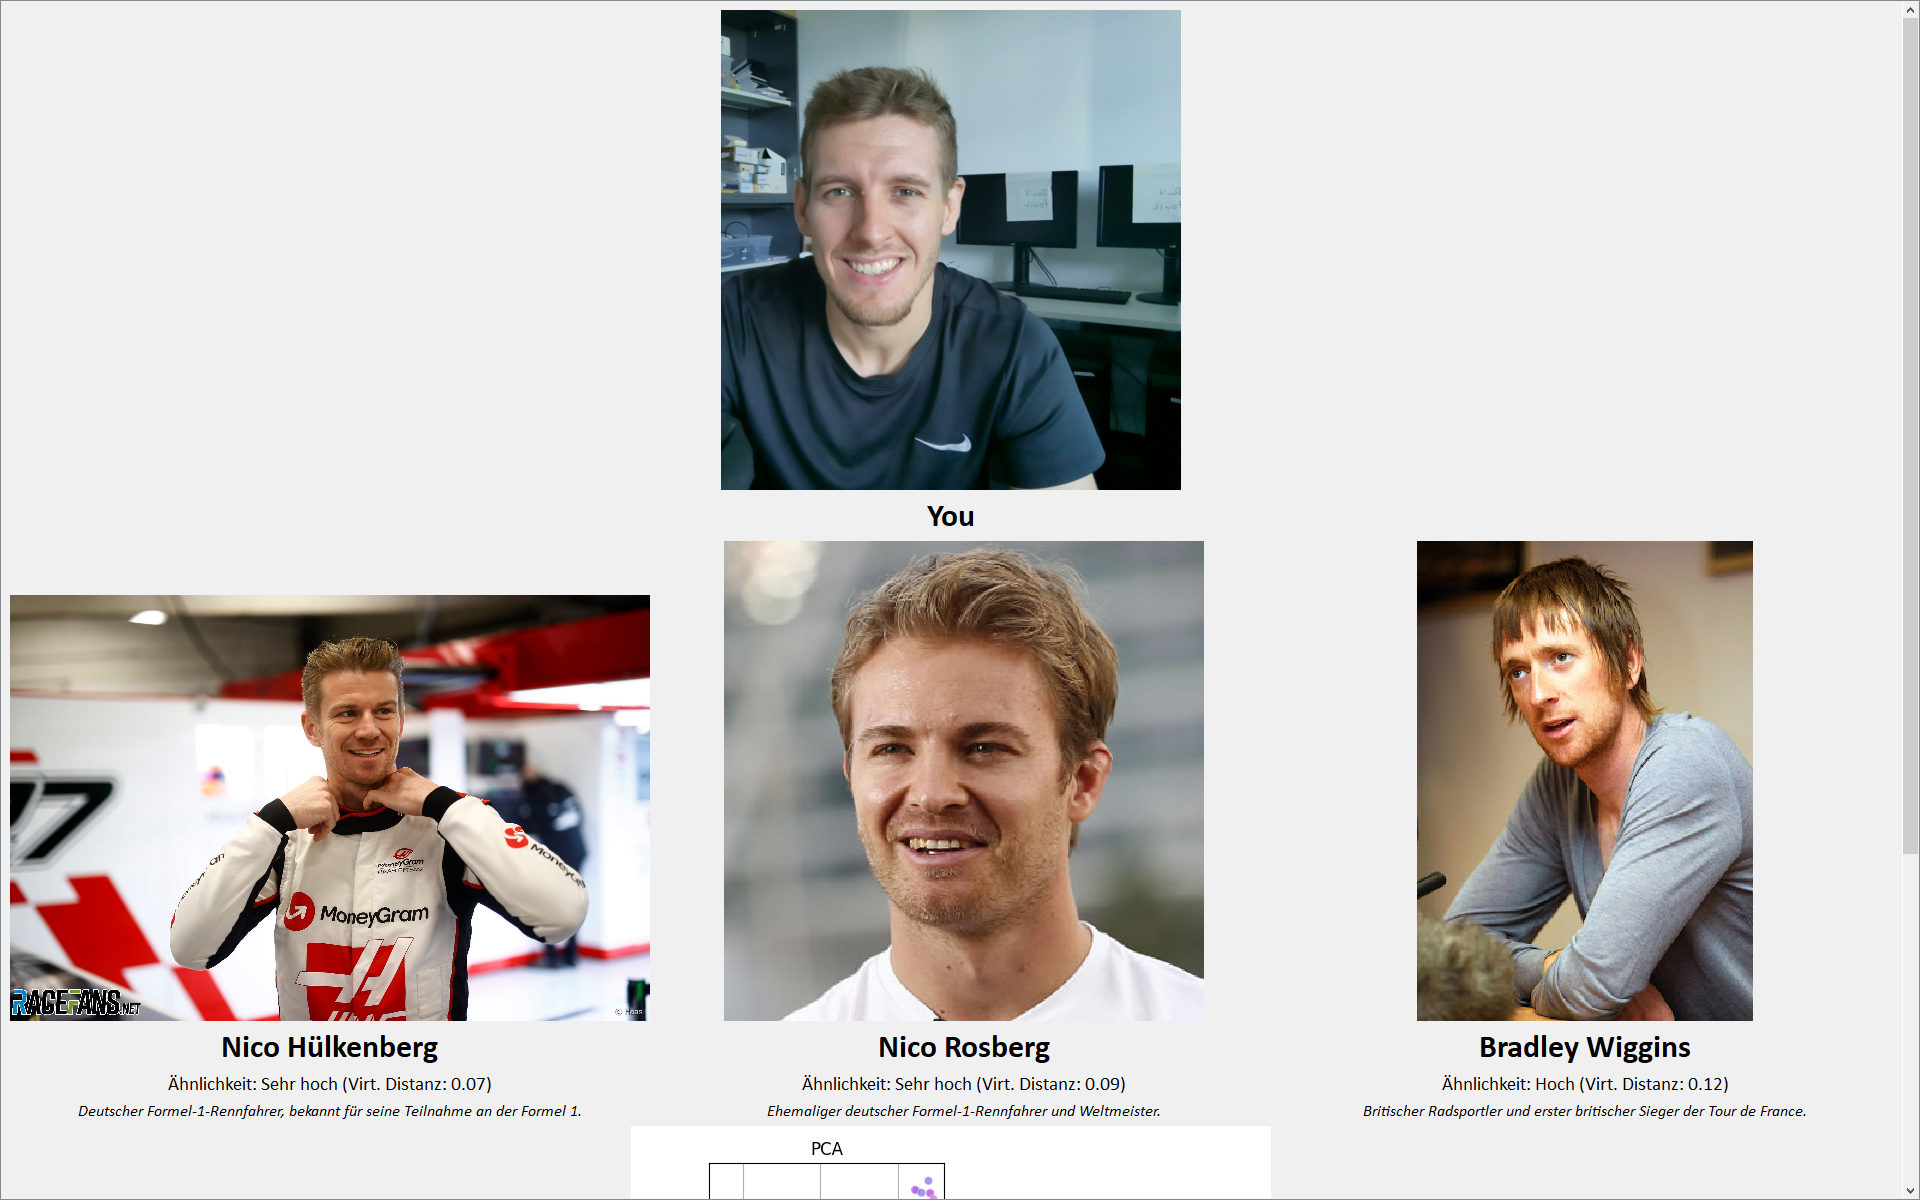 You
MoneyGram
MoneyGram
RACEFANS.NET
© Haas
Nico Hülkenberg
Ähnlichkeit: Sehr hoch (Virt. Distanz: 0.07)
Deutscher Formel-1-Rennfahrer, bekannt für seine Teilnahme an der Formel 1.
Nico Rosberg
Ähnlichkeit: Sehr hoch (Virt. Distanz: 0.09)
Ehemaliger deutscher Formel-1-Rennfahrer und Weltmeister.
Bradley Wiggins
Ähnlichkeit: Hoch (Virt. Distanz: 0.12)
Britischer Radsportler und erster britischer Sieger der Tour de France.
PCA